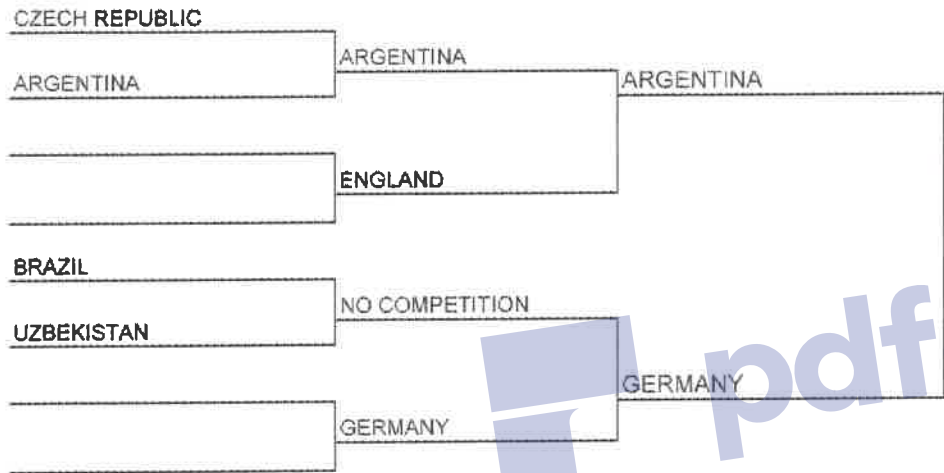 CZECH REPUBLIC
ARGENTINA
ARGENTINA
ARGENTINA
ENGLAND
BRAZIL
NO COMPETITION
UZBEKISTAN
GERMANY
GERMANY
pdf